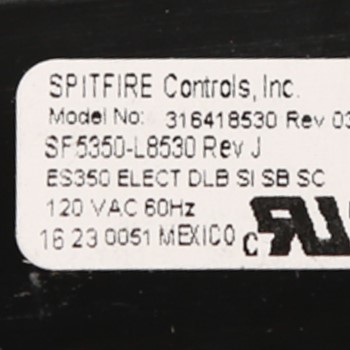 SPITFIRE Controls, Inc.
Model No: 316418530 Rev 03
SF5350-L8530 Rev J
ES350 ELECT DLB SI SB SC
120 VAC 60Hz
16 23 0051 MEXICO c